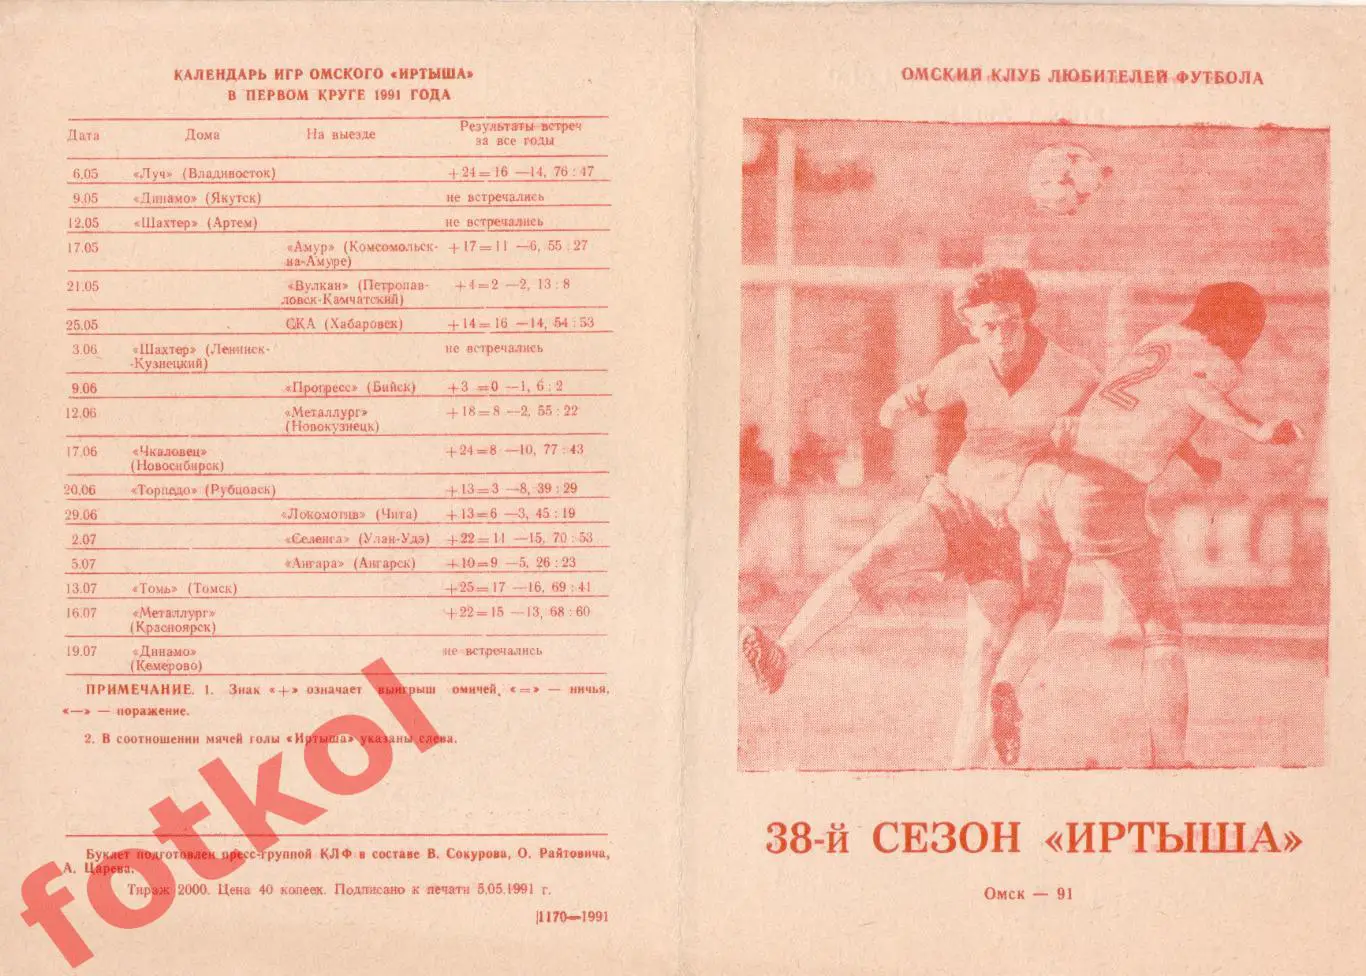 КАЛЕНДАРЬ ИГР ОМСКОГО «ИРТЫША»
В ПЕРВОМ КРУГЕ 1991 ГОДА
Дата Дома На выезде Результаты встреч
за все годы
6.05 «Луч» (Владивосток) +24=16 —14, 76 : 47
9.05 «Динамо» (Якутск) не встречались
12.05 «Шахтер» (Артем) не встречались
17.05 «Амур» (Комсомольск- +17=11 —6, 55 : 27
на-Амуре)
21.05 «Вулкан» (Петропав- +4=2 —2, 13 : 8
ловск-Камчатский)
25.05 СКА (Хабаровск) +14=16 —14, 54 : 53
3.06 «Шахтер» (Ленинск- не встречались
-Кузнецкий)
9.06 «Прогресс» (Бийск) +3 =0 —1, 6 : 2
12.06 «Металлург» +18=8 —2, 55 : 22
(Новокузнецк)
17.06 «Чкаловец» +24=8 —10, 77 : 43
(Новосибирск)
20.06 «Торпедо» (Рубцовск) +13=3 —8, 39 : 29
29.06 «Локомотив» (Чита) +13=6 —3, 45 : 19
2.07 «Селенга» (Улан-Удэ) +22=11 —15, 70 : 53
5.07 «Ангара» (Ангарск) +10=9 —5, 26 : 23
13.07 «Томь» (Томск) +25=17 —16, 69 : 41
16.07 «Металлург» +22=15 —13, 68 : 60
(Красноярск)
19.07 «Динамо» не встречались
(Кемерово)
ПРИМЕЧАНИЕ. 1. Знак «+» означает выигрыш омичей, «=» — ничья,
«—» — поражение.
2. В соотношении мячей голы «Иртыша» указаны слева.
Буклет подготовлен пресс-группой КЛФ в составе В. Сокурова, О. Райтовича,
А. Царева.
Тираж 2000. Цена 40 копеек. Подписано к печати 5.05.1991 г.
1170—1991
ОМСКИЙ КЛУБ ЛЮБИТЕЛЕЙ ФУТБОЛА
2
38-й СЕЗОН «ИРТЫША»
Омск — 91
fotkol